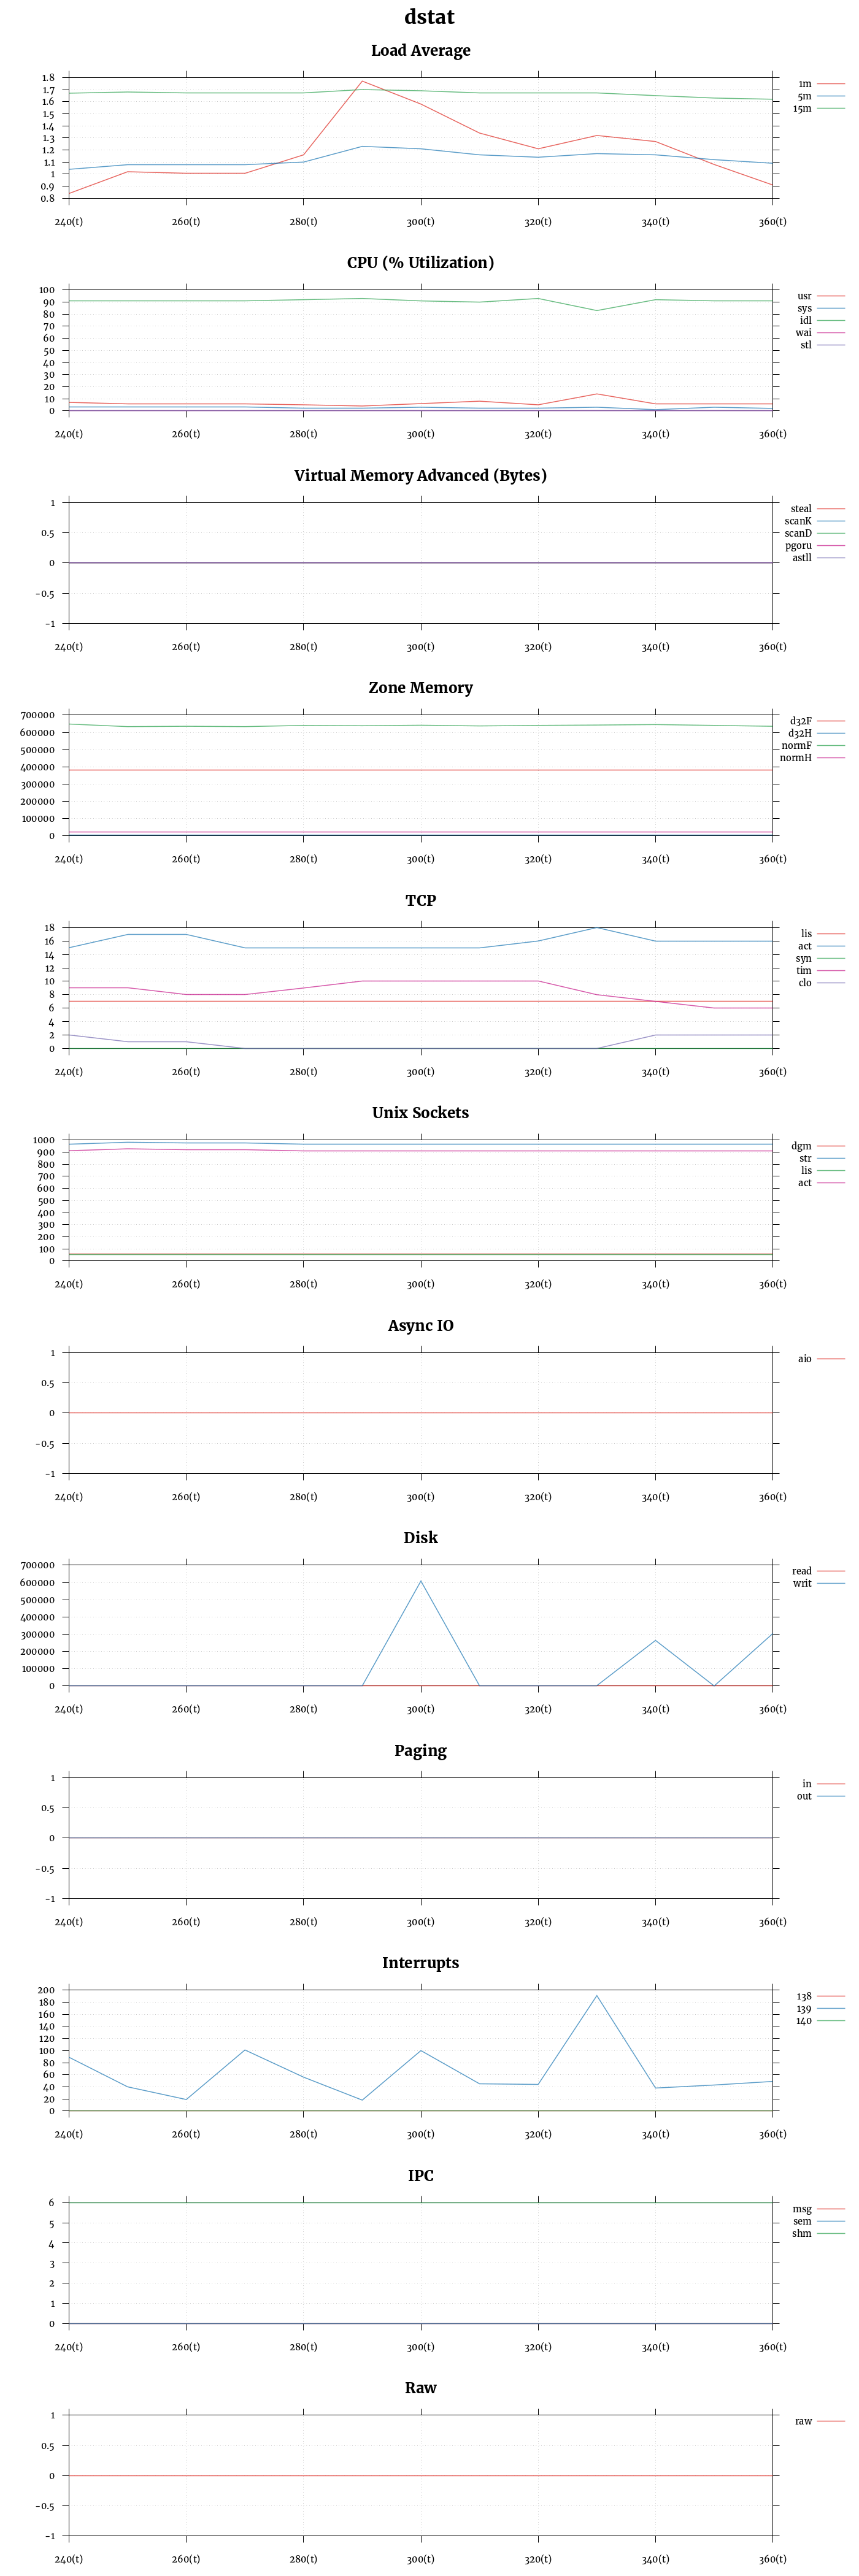 dstat
Load Average
1.8
1.7
1.6
1.5
1.4
1.3
1.2
1.1
1
0.9
0.8
240(t) 260(t) 280(t) 300(t) 320(t) 340(t) 360(t)
1m
5m
15m
CPU (% Utilization)
100
90
80
70
60
50
40
30
20
10
0
240(t) 260(t) 280(t) 300(t) 320(t) 340(t) 360(t)
usr
sys
idl
wai
stl
Virtual Memory Advanced (Bytes)
1
0.5
0
-0.5
-1
240(t) 260(t) 280(t) 300(t) 320(t) 340(t) 360(t)
steal
scanK
scanD
pgoru
astll
Zone Memory
700000
600000
500000
400000
300000
200000
100000
0
240(t) 260(t) 280(t) 300(t) 320(t) 340(t) 360(t)
d32F
d32H
normF
normH
TCP
18
16
14
12
10
8
6
4
2
0
240(t) 260(t) 280(t) 300(t) 320(t) 340(t) 360(t)
lis
act
syn
tim
clo
Unix Sockets
1000
900
800
700
600
500
400
300
200
100
0
240(t) 260(t) 280(t) 300(t) 320(t) 340(t) 360(t)
dgm
str
lis
act
Async IO
1
0.5
0
-0.5
-1
240(t) 260(t) 280(t) 300(t) 320(t) 340(t) 360(t)
aio
Disk
700000
600000
500000
400000
300000
200000
100000
0
240(t) 260(t) 280(t) 300(t) 320(t) 340(t) 360(t)
read
writ
Paging
1
0.5
0
-0.5
-1
240(t) 260(t) 280(t) 300(t) 320(t) 340(t) 360(t)
in
out
Interrupts
200
180
160
140
120
100
80
60
40
20
0
240(t) 260(t) 280(t) 300(t) 320(t) 340(t) 360(t)
138
139
140
IPC
6
5
4
3
2
1
0
240(t) 260(t) 280(t) 300(t) 320(t) 340(t) 360(t)
msg
sem
shm
Raw
1
0.5
0
-0.5
-1
240(t) 260(t) 280(t) 300(t) 320(t) 340(t) 360(t)
raw